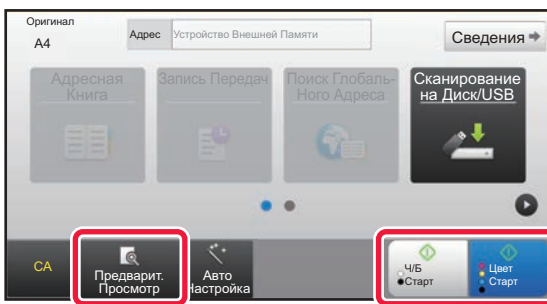 Оригинал
A4
Адрес
Устройство Внешней Памяти
Сведения
Адресная
Книга
Запись Передач
Поиск Глобаль-
Ного Адреса
Сканирование
на Диск/USB
CA
Предварит.
Просмотр
Авто
Настройка
Ч/Б
Старт
Цвет
Старт